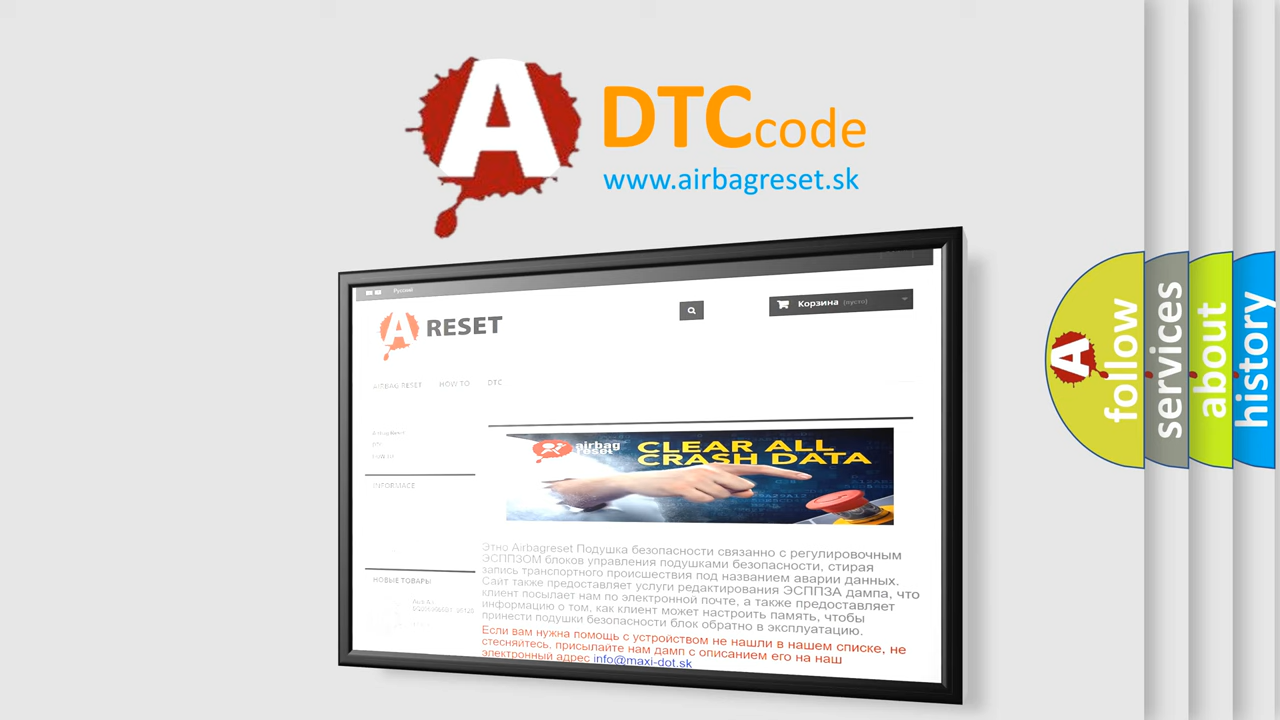 A
DTCcode
www.airbagreset.sk
Русский
A RESET
Корзина (пусто)
AIRBAG RESET HOW TO DTC
INFORMACE
НОВЫЕ ТОВАРЫ
airbag
reset
CLEAR ALL
CRASH DATA
Этно Airbagreset Подушка безопасности связанно с регулировочным
ЭСППЗОМ блоков управления подушками безопасности, стирая
запись транспортного происшествия под названием аварии данных.
Сайт также предоставляет услуги редактирования ЭСППЗА дампа, что
клиент посылает нам по электронной почте, а также предоставляет
информацию о том, как клиент может настроить память, чтобы
принести подушки безопасности блок обратно в эксплуатацию.
Если вам нужна помощь с устройством не нашли в нашем списке, не
стесняйтесь, присылайте нам дамп с описанием его на наш
электронный адрес info@maxi-dot.sk
A follow
services
about
history